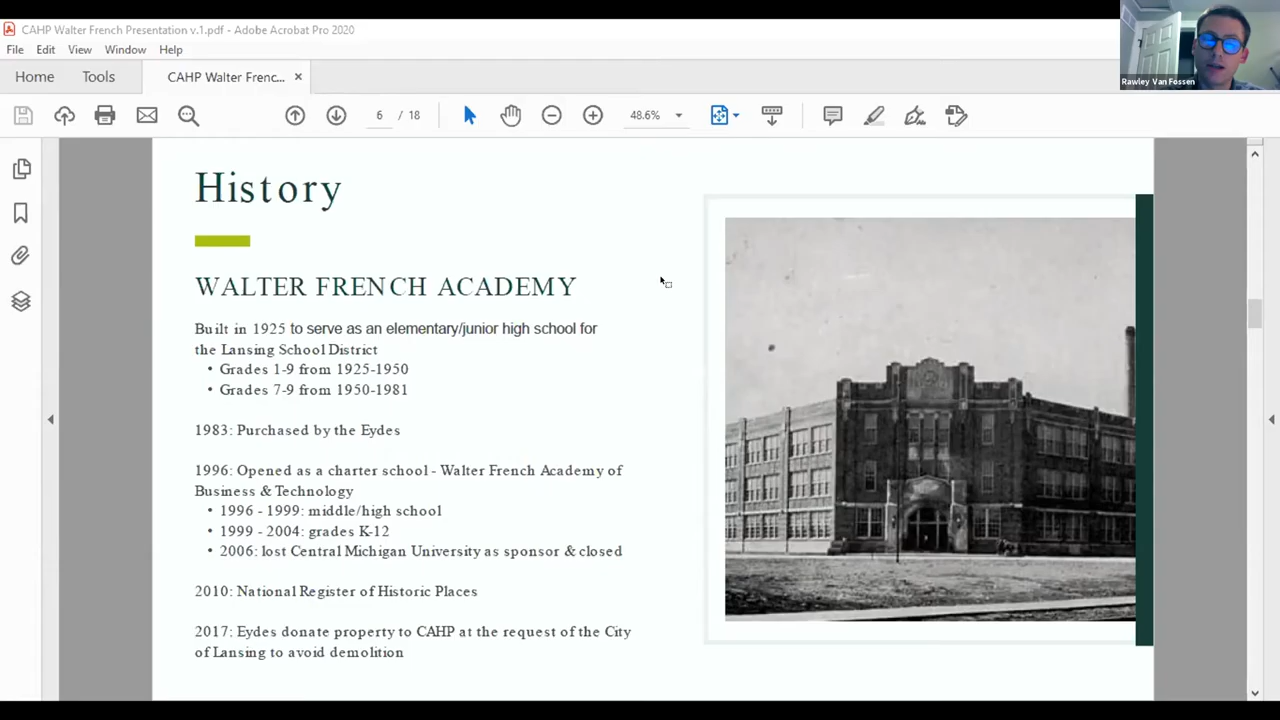 CAHP Walter French Presentation v.1.pdf - Adobe Acrobat Pro 2020
File Edit View Window Help
Home Tools CAHP Walter Frenc... ×
6 / 18 48.6%
Rawley Van Fossen
History
WALTER FRENCH ACADEMY
Built in 1925 to serve as an elementary/junior high school for
the Lansing School District
• Grades 1-9 from 1925-1950
• Grades 7-9 from 1950-1981
1983: Purchased by the Eydes
1996: Opened as a charter school - Walter French Academy of
Business & Technology
• 1996 - 1999: middle/high school
• 1999 - 2004: grades K-12
• 2006: lost Central Michigan University as sponsor & closed
2010: National Register of Historic Places
2017: Eydes donate property to CAHP at the request of the City
of Lansing to avoid demolition